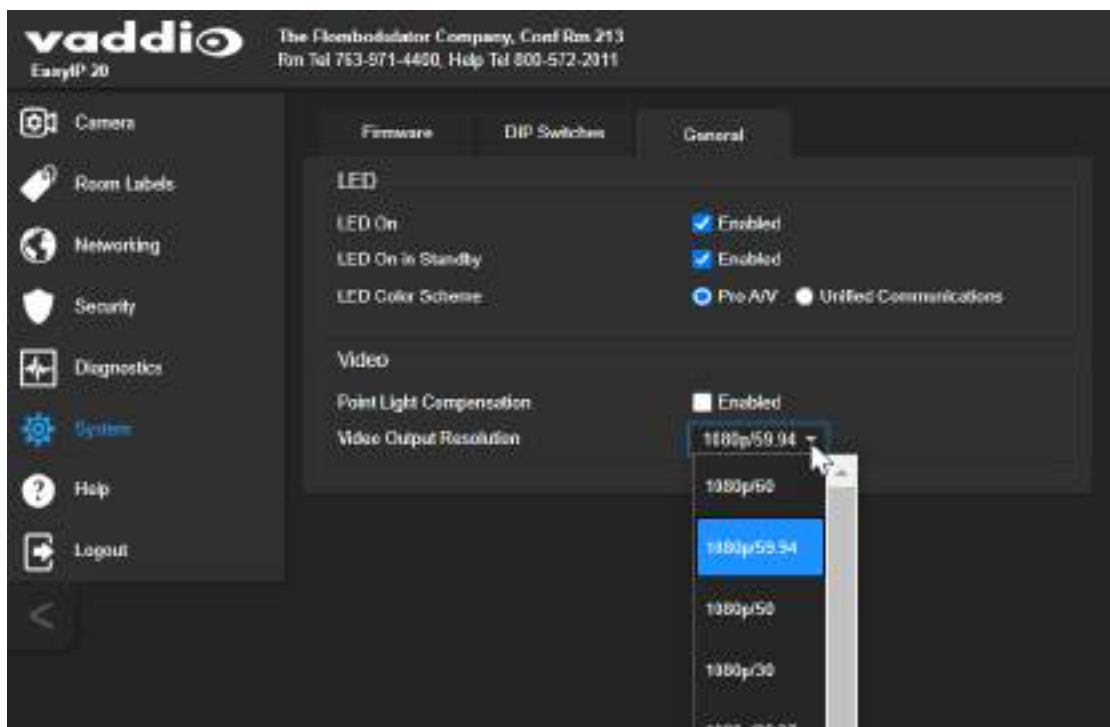 vaddio
EasyIP 20
The Flombodulator Company, Conf Rm 213
Rm Tel 763-971-4400, Help Tel 800-572-2011
Camera
Room Labels
Networking
Security
Diagnostics
System
Help
Logout
Firmware
DIP Switches
General
LED
LED On
Enabled
LED On in Standby
Enabled
LED Color Scheme
Pro A/V
Unified Communications
Video
Point Light Compensation
Enabled
Video Output Resolution
1080p/59.94
1080p/60
1080p/59.94
1080p/50
1080p/30